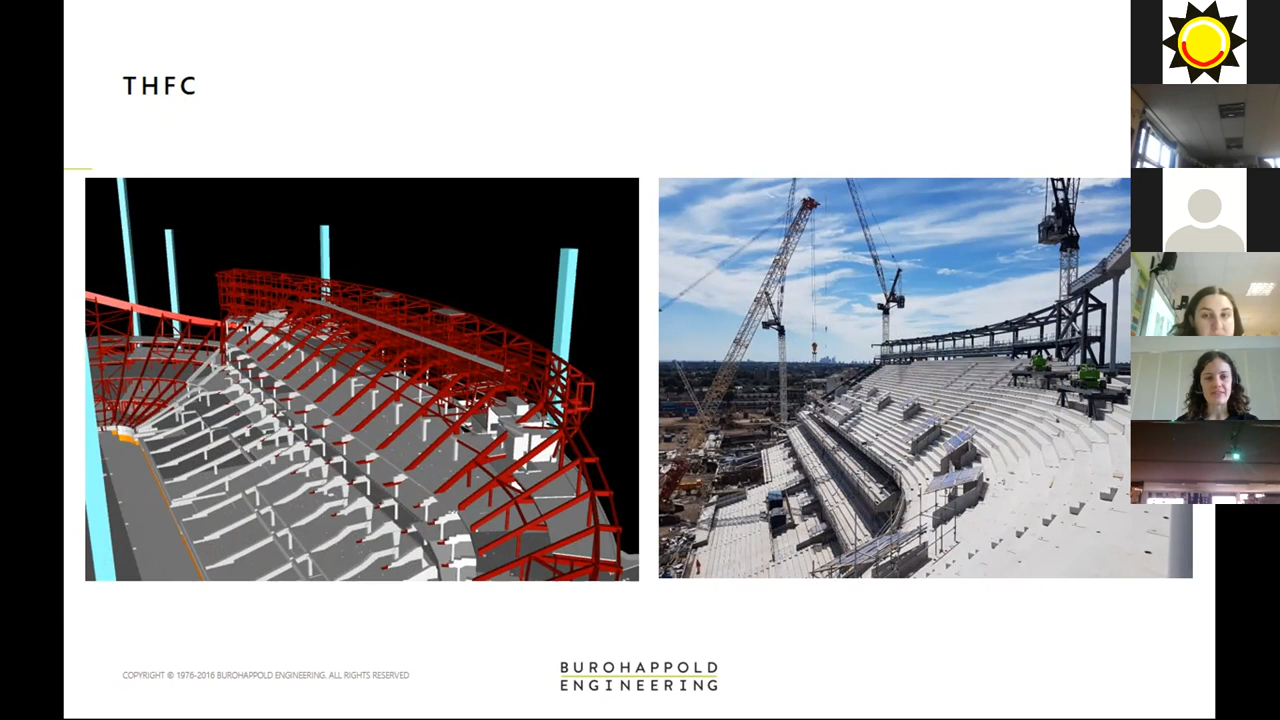 THFC
COPYRIGHT © 1976-2016 BUROHAPPOLD ENGINEERING. ALL RIGHTS RESERVED
BUROHAPPOLD
ENGINEERING